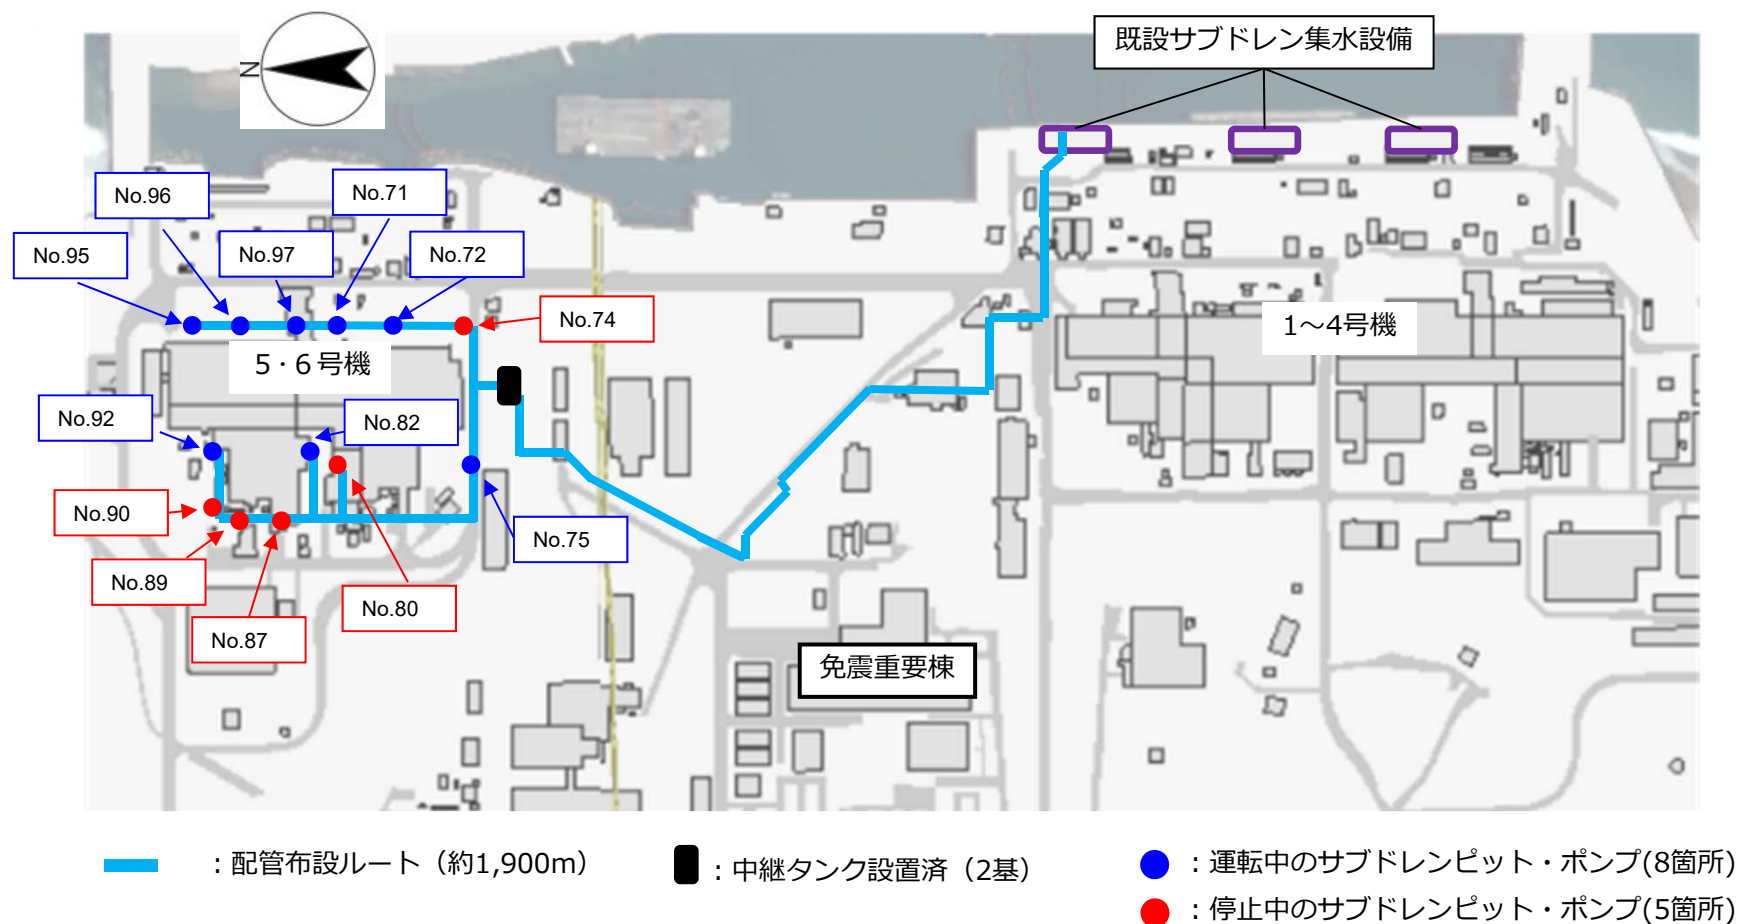 既設サブドレン集水設備
N
No.96
No.71
No.95
No.97
No.72
No.74
1～4号機
5・6号機
No.92
No.82
No.90
No.75
No.89
No.80
No.87
免震重要棟
：配管布設ルート（約1,900m）
：中継タンク設置済（2基）
：運転中のサブドレンピット・ポンプ(8箇所)
：停止中のサブドレンピット・ポンプ(5箇所)